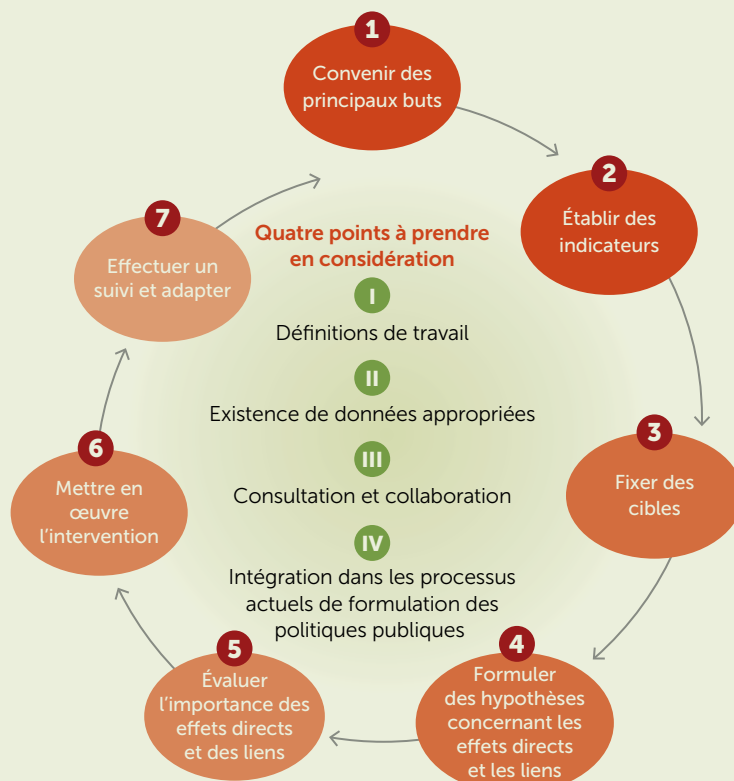 1
Convenir des
principaux buts
2
Établir des
indicateurs
3
Fixer des
cibles
4
Formuler
des hypothèses
concernant les
effets directs
et les liens
5
Évaluer
l'importance des
effets directs
et des liens
6
Mettre en
œuvre
l'intervention
7
Effectuer un
suivi et adapter
Quatre points à prendre
en considération
I
Définitions de travail
II
Existence de données appropriées
III
Consultation et collaboration
IV
Intégration dans les processus
actuels de formulation des
politiques publiques